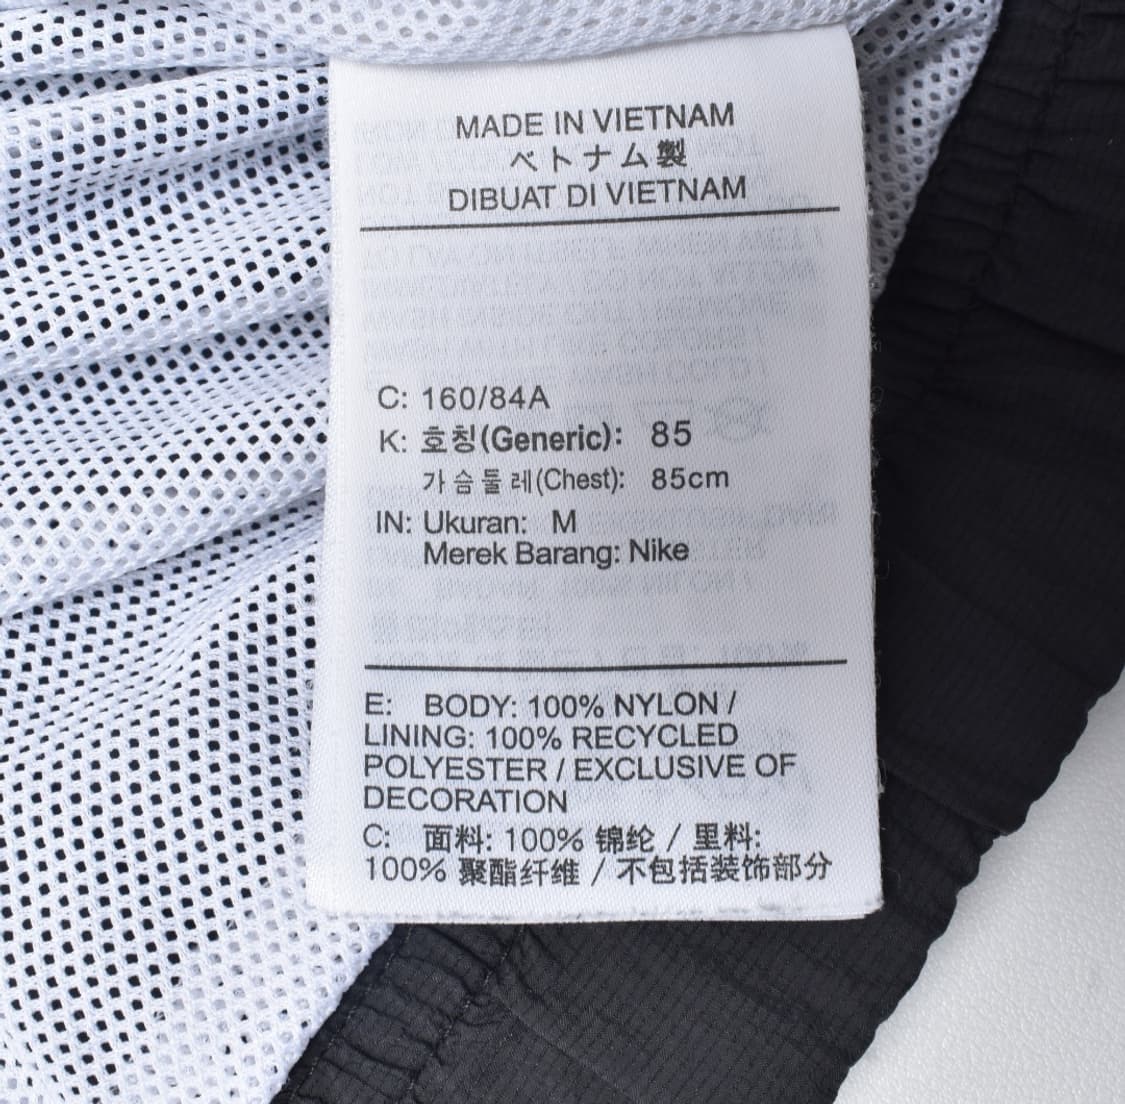 MADE IN VIETNAM
ベトナム製
DIBUAT DI VIETNAM
C: 160/84A
K: 호칭(Generic): 85
가슴둘레(Chest): 85cm
IN: Ukuran: M
Merek Barang: Nike
E: BODY: 100% NYLON /
LINING: 100% RECYCLED
POLYESTER / EXCLUSIVE OF
DECORATION
C: 面料: 100% 锦纶 / 里料:
100% 聚酯纤维 / 不包括装饰部分